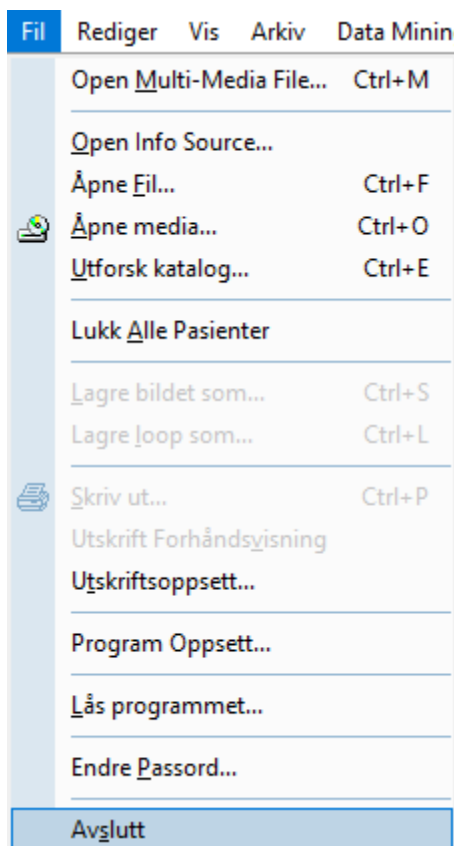 Fil Rediger Vis Arkiv Data Minin
Open Multi-Media File... Ctrl+M
Open Info Source...
Åpne Fil... Ctrl+F
Åpne media... Ctrl+O
Utforsk katalog... Ctrl+E
Lukk Alle Pasienter
Lagre bildet som... Ctrl+S
Lagre loop som... Ctrl+L
Skriv ut... Ctrl+P
Utskrift Forhåndsvisning
Utskriftsoppsett...
Program Oppsett...
Lås programmet...
Endre Passord...
Avslutt